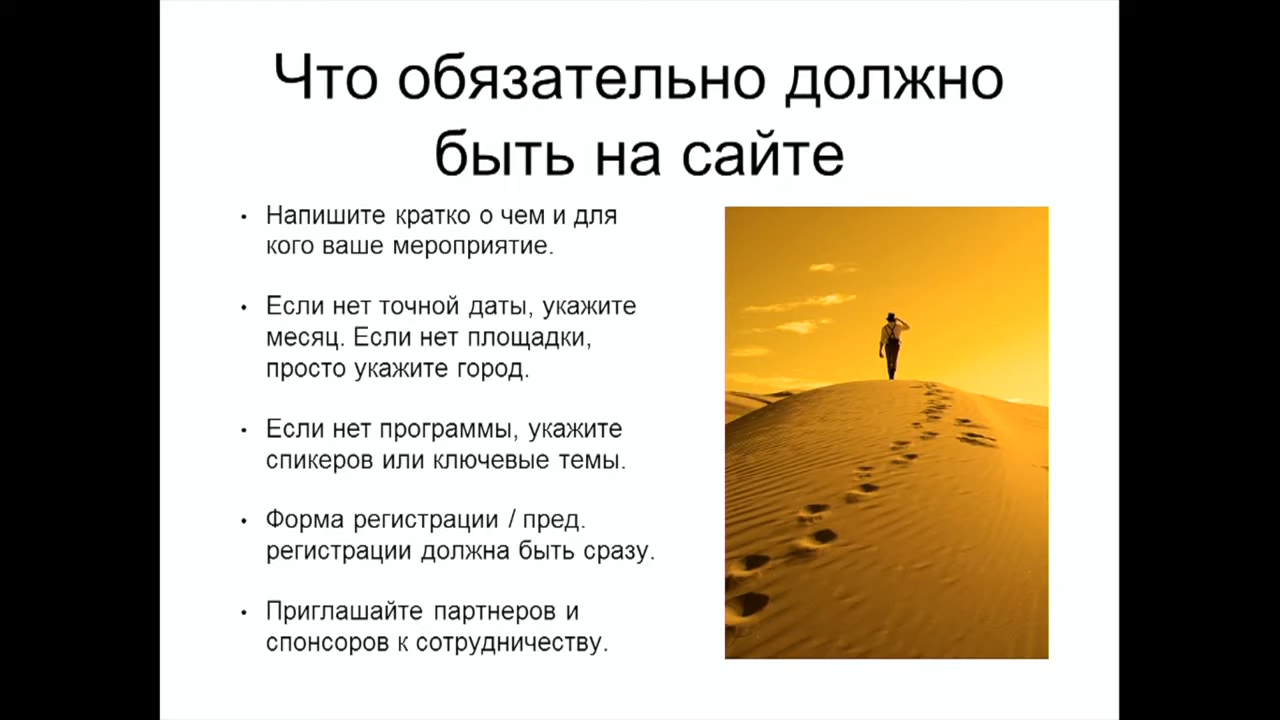 Что обязательно должно
быть на сайте
• Напишите кратко о чем и для
кого ваше мероприятие.
• Если нет точной даты, укажите
месяц. Если нет площадки,
просто укажите город.
• Если нет программы, укажите
спикеров или ключевые темы.
• Форма регистрации / пред.
регистрации должна быть сразу.
• Приглашайте партнеров и
спонсоров к сотрудничеству.